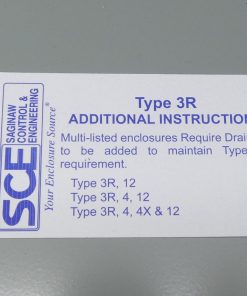 SCE
SAGINAW
CONTROL &
ENGINEERING
Your Enclosure Source®
Type 3R
ADDITIONAL INSTRUCTION
Multi-listed enclosures Require Drai
to be added to maintain Type
requirement.
Type 3R, 12
Type 3R, 4, 12
Type 3R, 4, 4X & 12